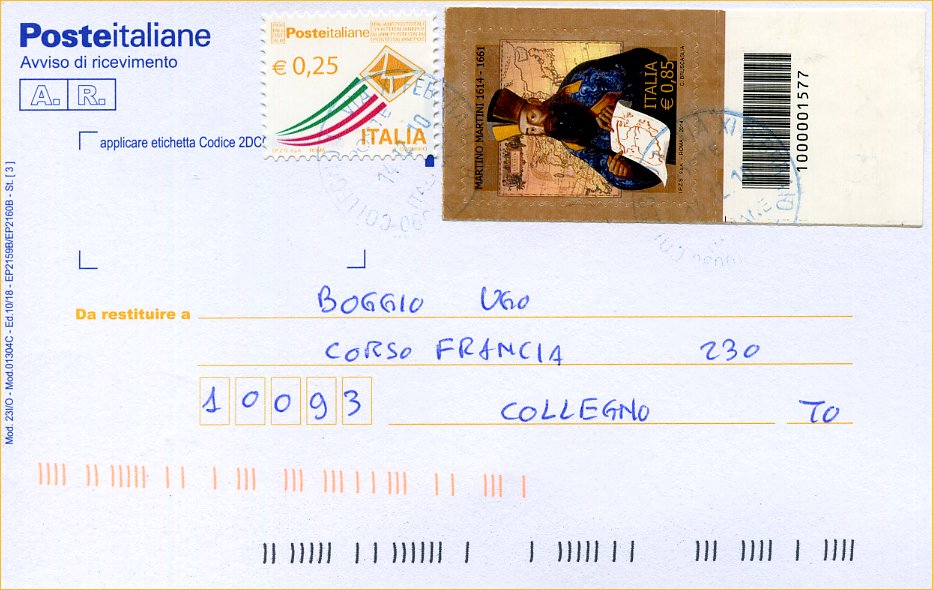 Posteitaliane
Avviso di ricevimento
A. R.
applicare etichetta Codice 2DC
Posteitaliane
€ 0,25
ITALIA
MARTINO MARTINI 1614 - 1661
ITALIA
€ 0,85
1000001577
Mod. 23I/O - Mod.01304C - Ed.10/18 - EP2159B/EP2160B - St. [ 3 ]
Da restituire a BOGGIO UGO
CORSO FRANCIA 230
10093 COLLEGNO TO